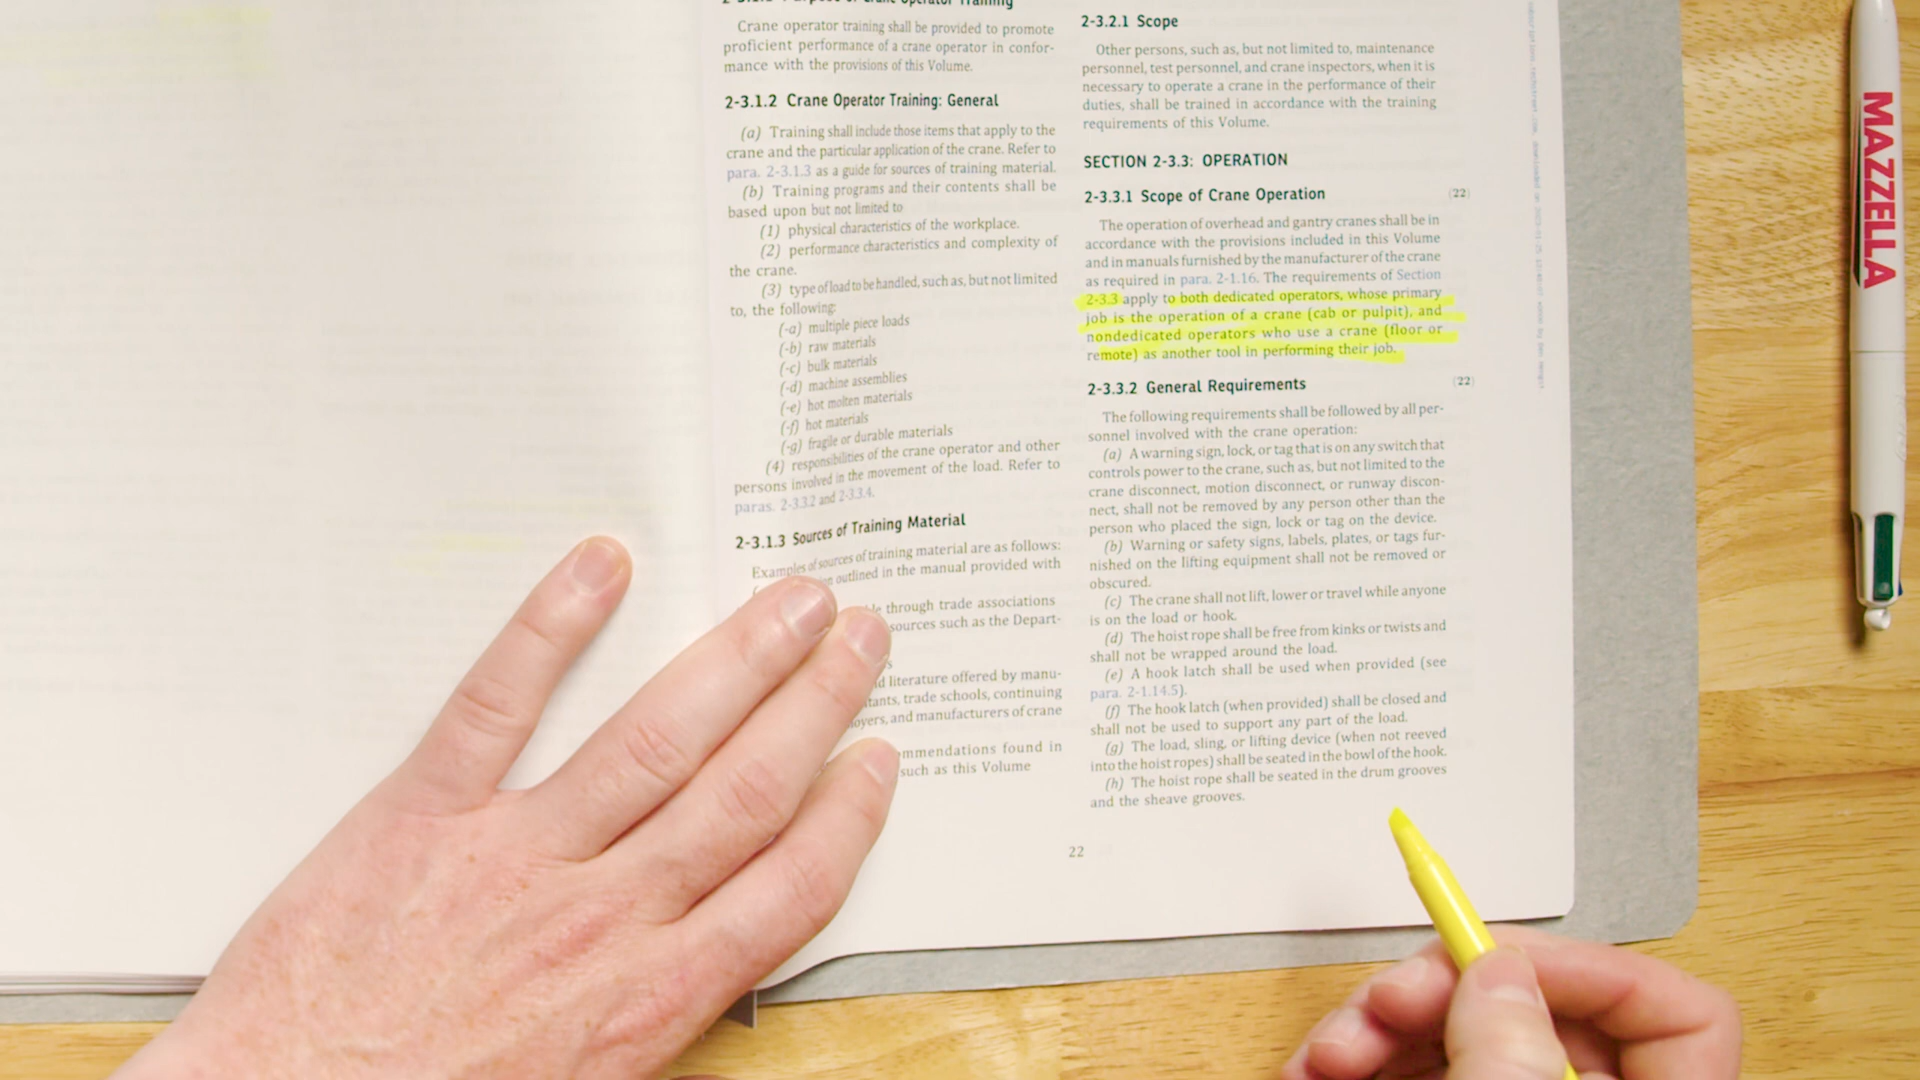 Crane operator training shall be provided to promote
proficient performance of a crane operator in confor-
mance with the provisions of this Volume.
2-3.1.2 Crane Operator Training: General
(a) Training shall include those items that apply to the
crane and the particular application of the crane. Refer to
para. 2-3.1.3 as a guide for sources of training material.
(b) Training programs and their contents shall be
based upon but not limited to
(1) physical characteristics of the workplace.
(2) performance characteristics and complexity of
the crane.
(3) type of load to be handled, such as, but not limited
to, the following:
(-a) multiple piece loads
(-b) raw materials
(-c) bulk materials
(-d) machine assemblies
(-e) hot molten materials
(-f) hot materials
(-g) fragile or durable materials
(4) responsibilities of the crane operator and other
persons involved in the movement of the load. Refer to
paras. 2-3.3.2 and 2-3.3.4.
2-3.1.3 Sources of Training Material
Examples of sources of training material are as follows:
outlined in the manual provided with
through trade associations
sources such as the Depart-
literature offered by manu-
trade schools, continuing
and manufacturers of crane
found in
such as this Volume
2-3.2.1 Scope
Other persons, such as, but not limited to, maintenance
personnel, test personnel, and crane inspectors, when it is
necessary to operate a crane in the performance of their
duties, shall be trained in accordance with the training
requirements of this Volume.
SECTION 2-3.3: OPERATION
2-3.3.1 Scope of Crane Operation (22)
The operation of overhead and gantry cranes shall be in
accordance with the provisions included in this Volume
and in manuals furnished by the manufacturer of the crane
as required in para. 2-1.16. The requirements of Section
2-3.3 apply to both dedicated operators, whose primary
job is the operation of a crane (cab or pulpit), and
nondedicated operators who use a crane (floor or
remote) as another tool in performing their job.
2-3.3.2 General Requirements (22)
The following requirements shall be followed by all per-
sonnel involved with the crane operation:
(a) A warning sign, lock, or tag that is on any switch that
controls power to the crane, such as, but not limited to the
crane disconnect, motion disconnect, or runway discon-
nect, shall not be removed by any person other than the
person who placed the sign, lock or tag on the device.
(b) Warning or safety signs, labels, plates, or tags fur-
nished on the lifting equipment shall not be removed or
obscured.
(c) The crane shall not lift, lower or travel while anyone
is on the load or hook.
(d) The hoist rope shall be free from kinks or twists and
shall not be wrapped around the load.
(e) A hook latch shall be used when provided (see
para. 2-1.14.5).
(f) The hook latch (when provided) shall be closed and
shall not be used to support any part of the load.
(g) The load, sling, or lifting device (when not reeved
into the hoist ropes) shall be seated in the bowl of the hook.
(h) The hoist rope shall be seated in the drum grooves
and the sheave grooves.
22
MAZZELLA